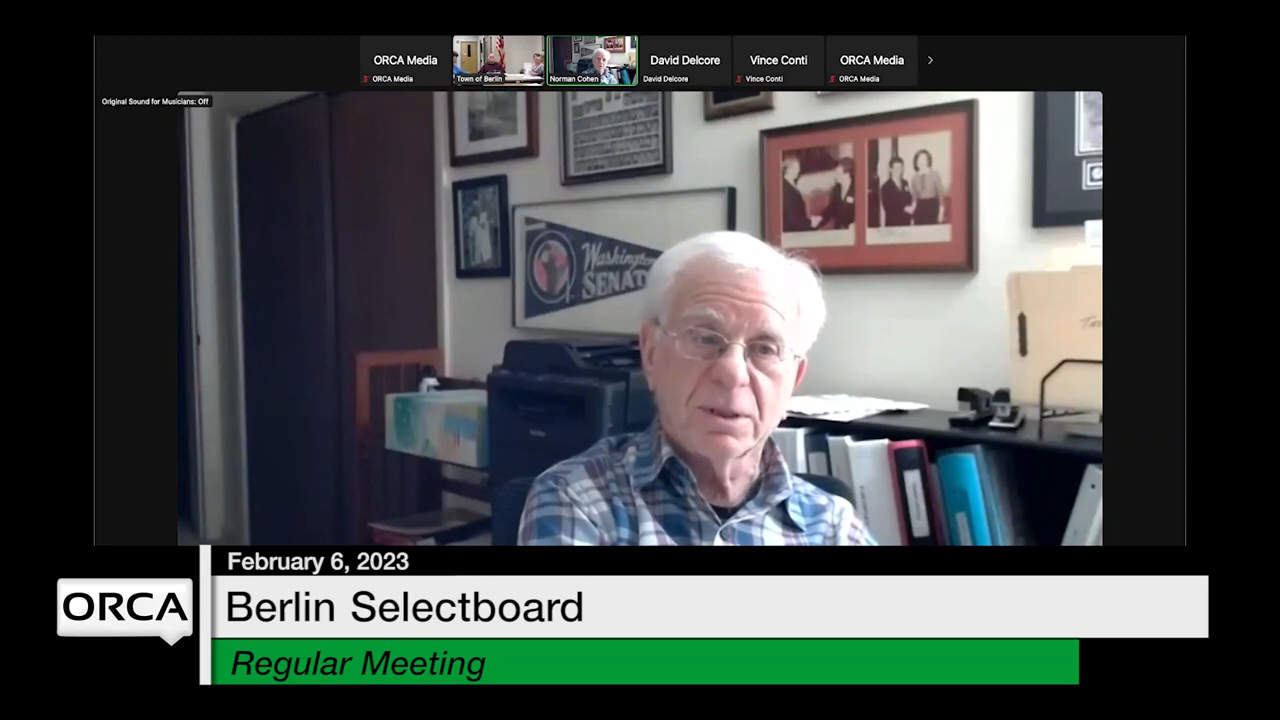 ORCA Media
ORCA Media
Town of Berlin
Norman Cohen
David Delcore
David Delcore
Vince Conti
Vince Conti
ORCA Media
ORCA Media
Original Sound for Musicians: Off
Washington
February 6, 2023
ORCA
Berlin Selectboard
Regular Meeting